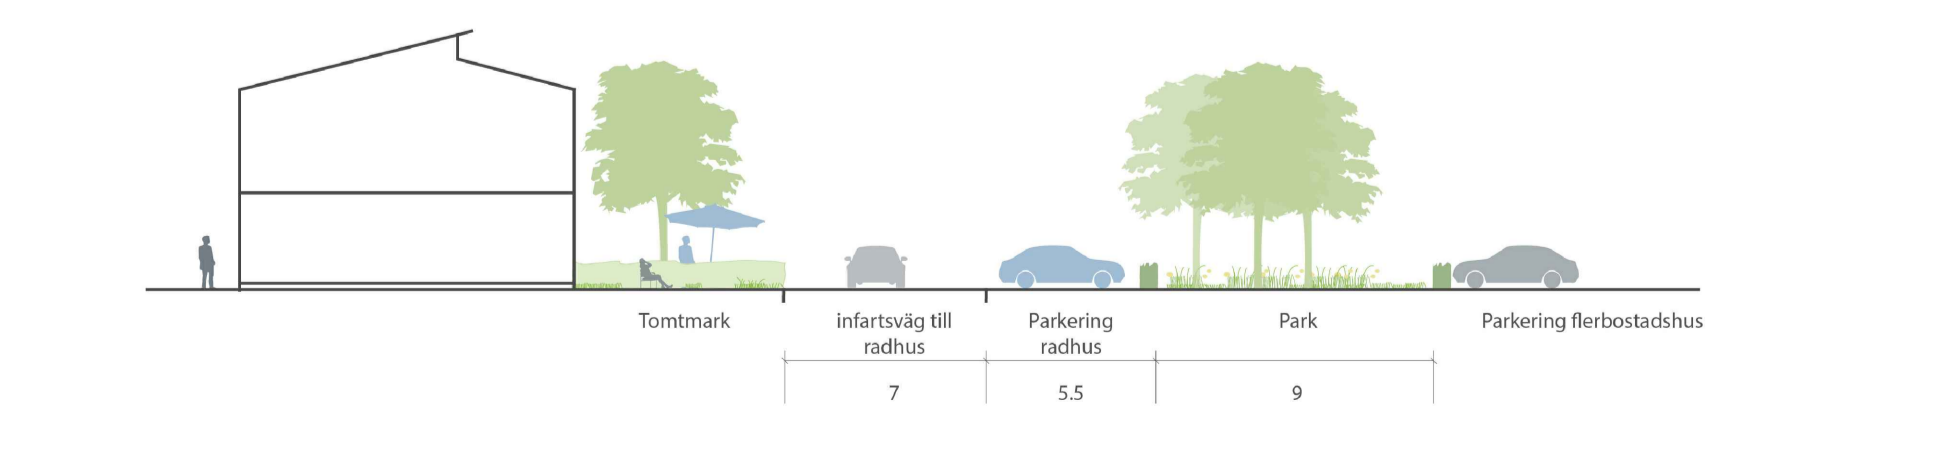 Tomtmark
infartsväg till
radhus
Parkering
radhus
Park
Parkering flerbostadshus
7
5.5
9